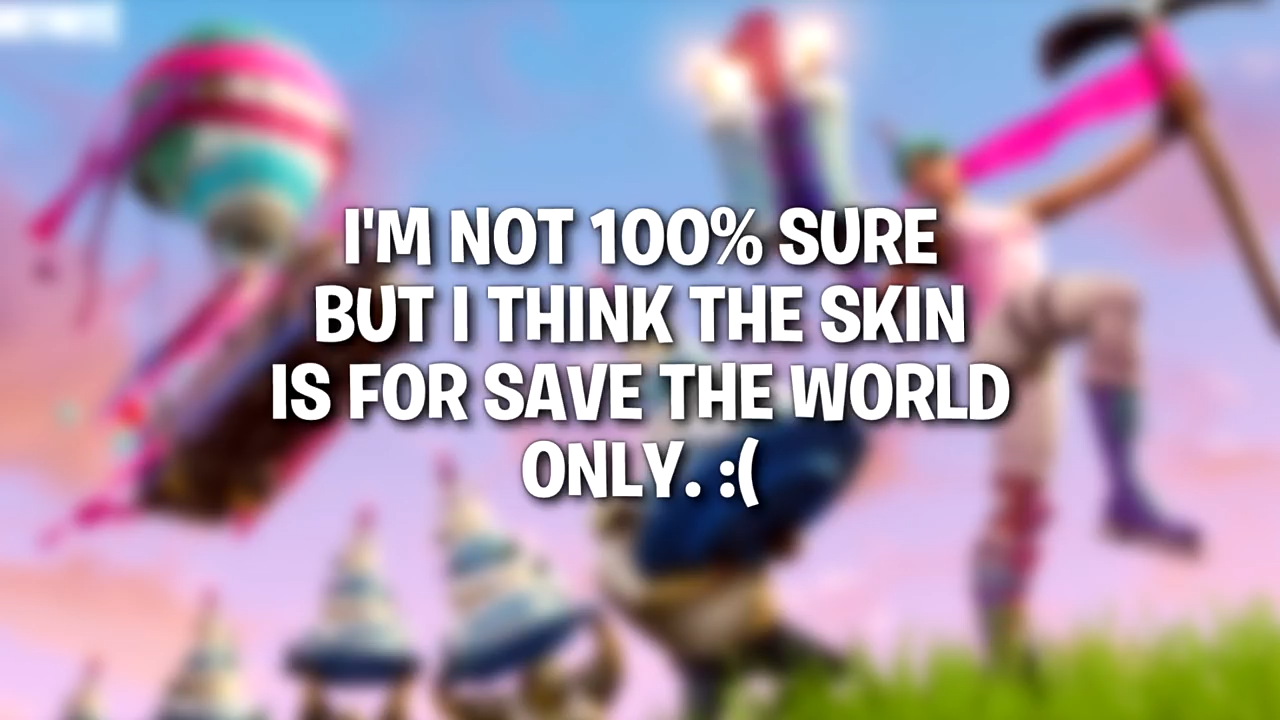 I'M NOT 100% SURE
BUT I THINK THE SKIN
IS FOR SAVE THE WORLD
ONLY. :(